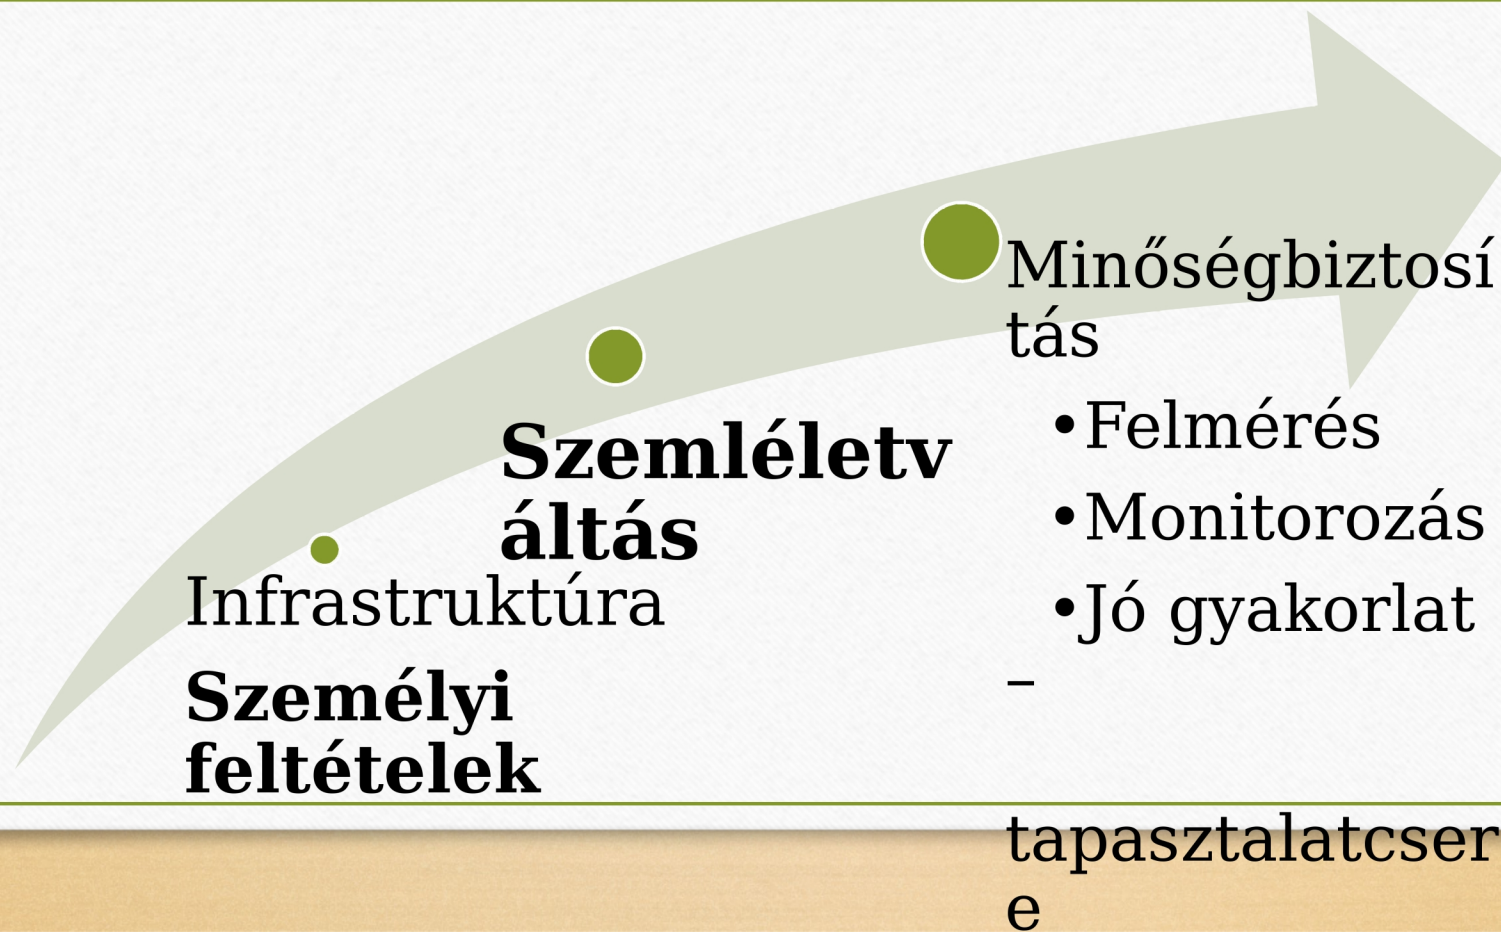 Infrastruktúra
Személyi
feltételek
Szemléletv
áltás
Minőségbiztosí
tás
•Felmérés
•Monitorozás
•Jó gyakorlat
–
tapasztalatcser
e